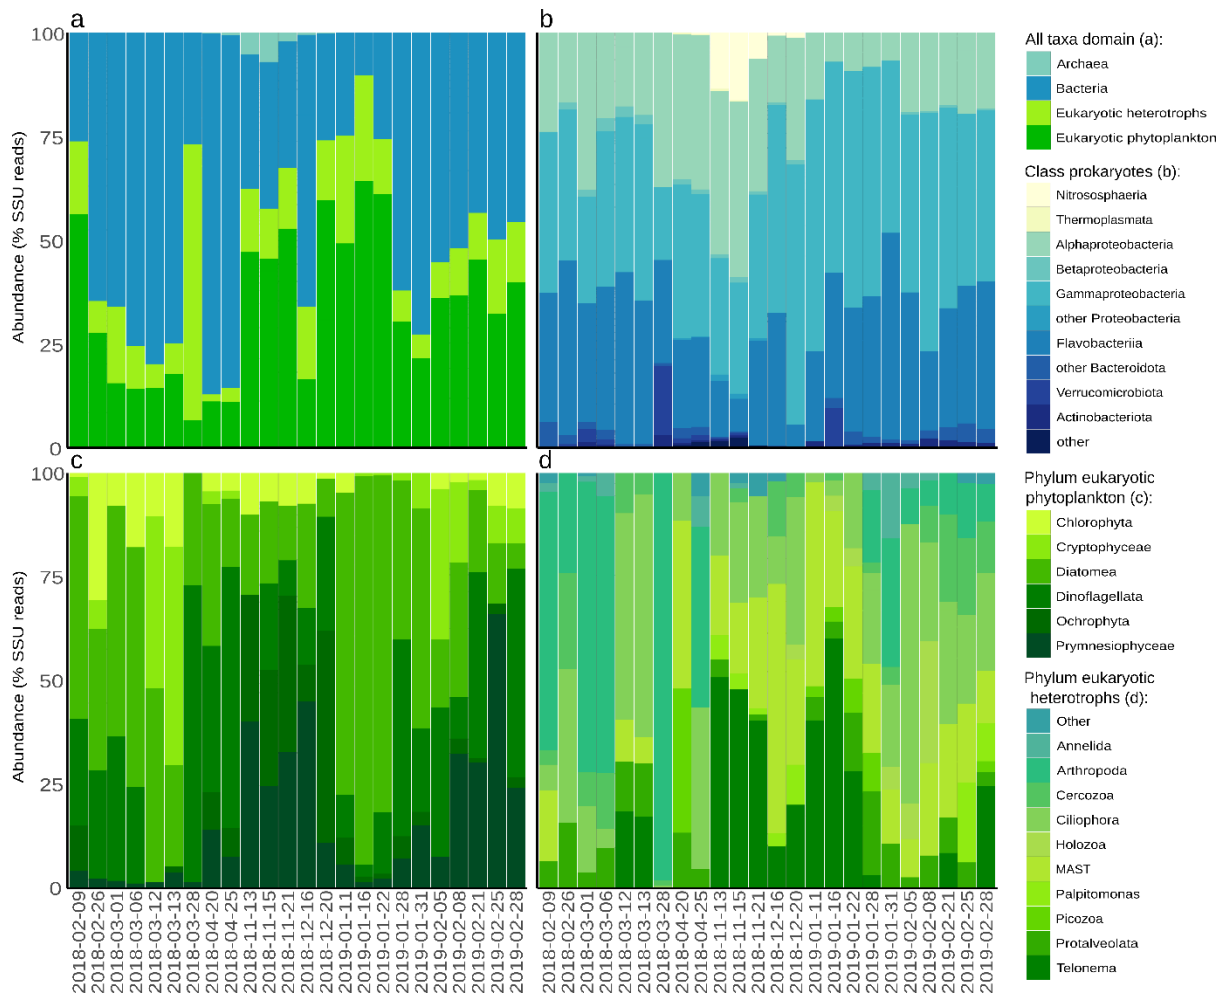 a
b
100
75
50
25
0
Abundance (% SSU reads)
All taxa domain (a):
Archaea
Bacteria
Eukaryotic heterotrophs
Eukaryotic phytoplankton
Class prokaryotes (b):
Nitrososphaeria
Thermoplasmata
Alphaproteobacteria
Betaproteobacteria
Gammaproteobacteria
other Proteobacteria
Flavobacteriia
other Bacteroidota
Verrucomicrobiota
Actinobacteriota
other
c
d
100
75
50
25
0
Abundance (% SSU reads)
Phylum eukaryotic
phytoplankton (c):
Chlorophyta
Cryptophyceae
Diatomea
Dinoflagellata
Ochrophyta
Prymnesiophyceae
Phylum eukaryotic
heterotrophs (d):
Other
Annelida
Arthropoda
Cercozoa
Ciliophora
Holozoa
MAST
Palpitomonas
Picozoa
Protalveolata
Telonema
2018-02-09
2018-02-26
2018-03-01
2018-03-06
2018-03-12
2018-03-13
2018-03-28
2018-04-20
2018-04-25
2018-11-13
2018-11-15
2018-11-21
2018-12-16
2018-12-20
2019-01-11
2019-01-16
2019-01-22
2019-01-28
2019-01-31
2019-02-05
2019-02-08
2019-02-21
2019-02-25
2019-02-28
2018-02-09
2018-02-26
2018-03-01
2018-03-06
2018-03-12
2018-03-13
2018-03-28
2018-04-20
2018-04-25
2018-11-13
2018-11-15
2018-11-21
2018-12-16
2018-12-20
2019-01-11
2019-01-16
2019-01-22
2019-01-28
2019-01-31
2019-02-05
2019-02-08
2019-02-21
2019-02-25
2019-02-28